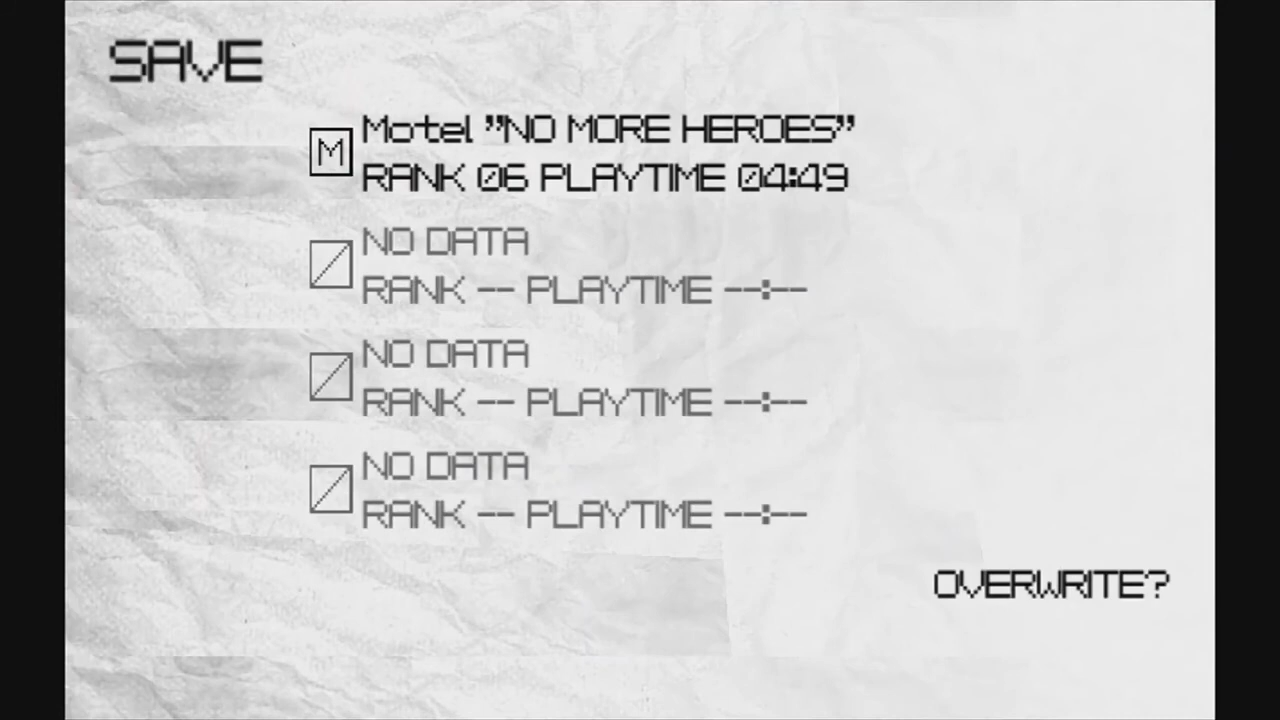 SAVE
M
Motel ”NO MORE HEROES”
RANK 06 PLAYTIME 04:49
NO DATA
RANK -- PLAYTIME --:--
NO DATA
RANK -- PLAYTIME --:--
NO DATA
RANK -- PLAYTIME --:--
OVERWRITE?